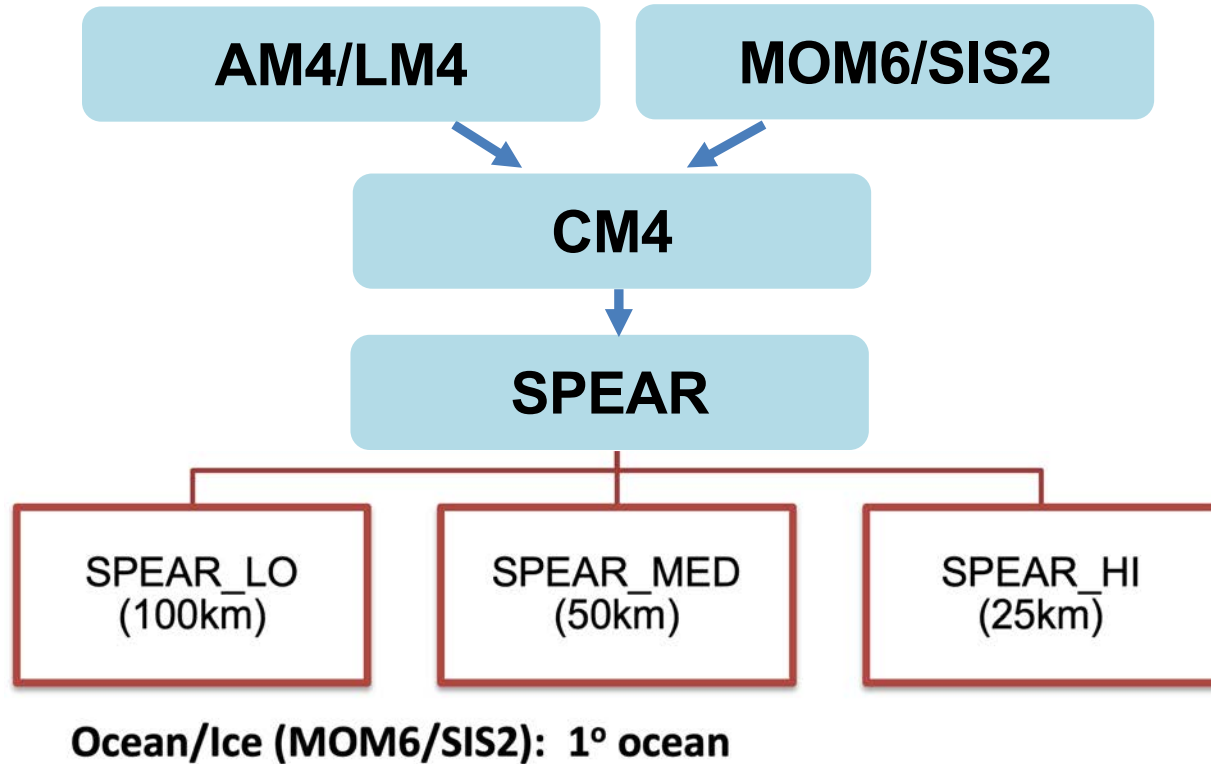 AM4/LM4
MOM6/SIS2
CM4
SPEAR
SPEAR_LO
(100km)
SPEAR_MED
(50km)
SPEAR_HI
(25km)
Ocean/Ice (MOM6/SIS2): 1º ocean